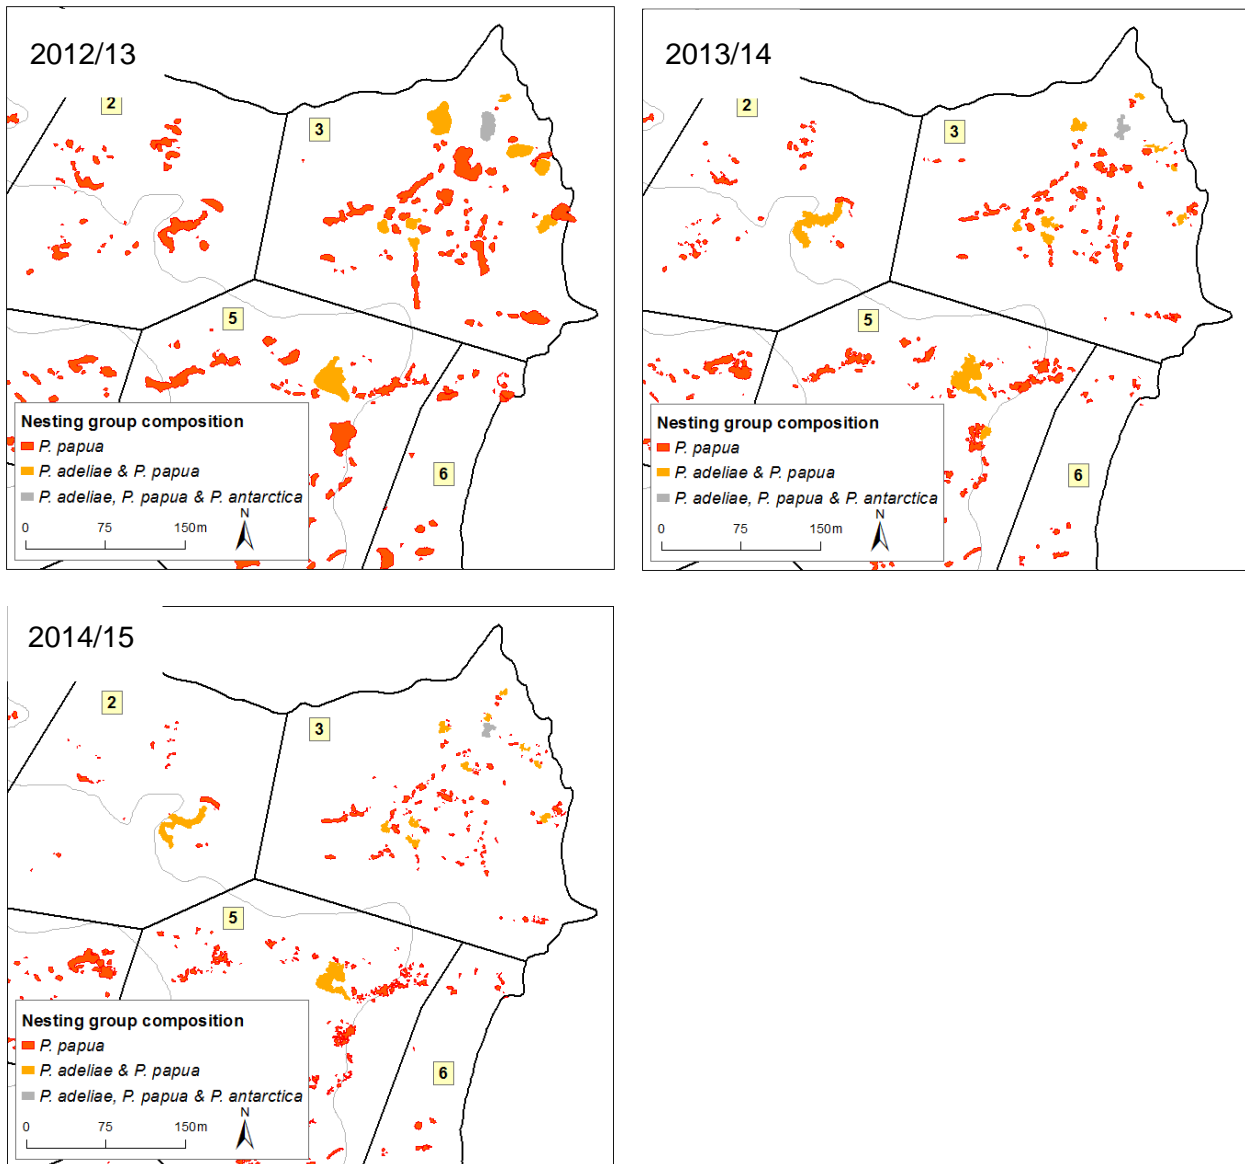 2012/13
2
3
5
6
Nesting group composition
P. papua
P. adeliae & P. papua
P. adeliae, P. papua & P. antarctica
0 75 150m
N
2013/14
2
3
5
6
Nesting group composition
P. papua
P. adeliae & P. papua
P. adeliae, P. papua & P. antarctica
0 75 150m
N
2014/15
2
3
5
6
Nesting group composition
P. papua
P. adeliae & P. papua
P. adeliae, P. papua & P. antarctica
0 75 150m
N